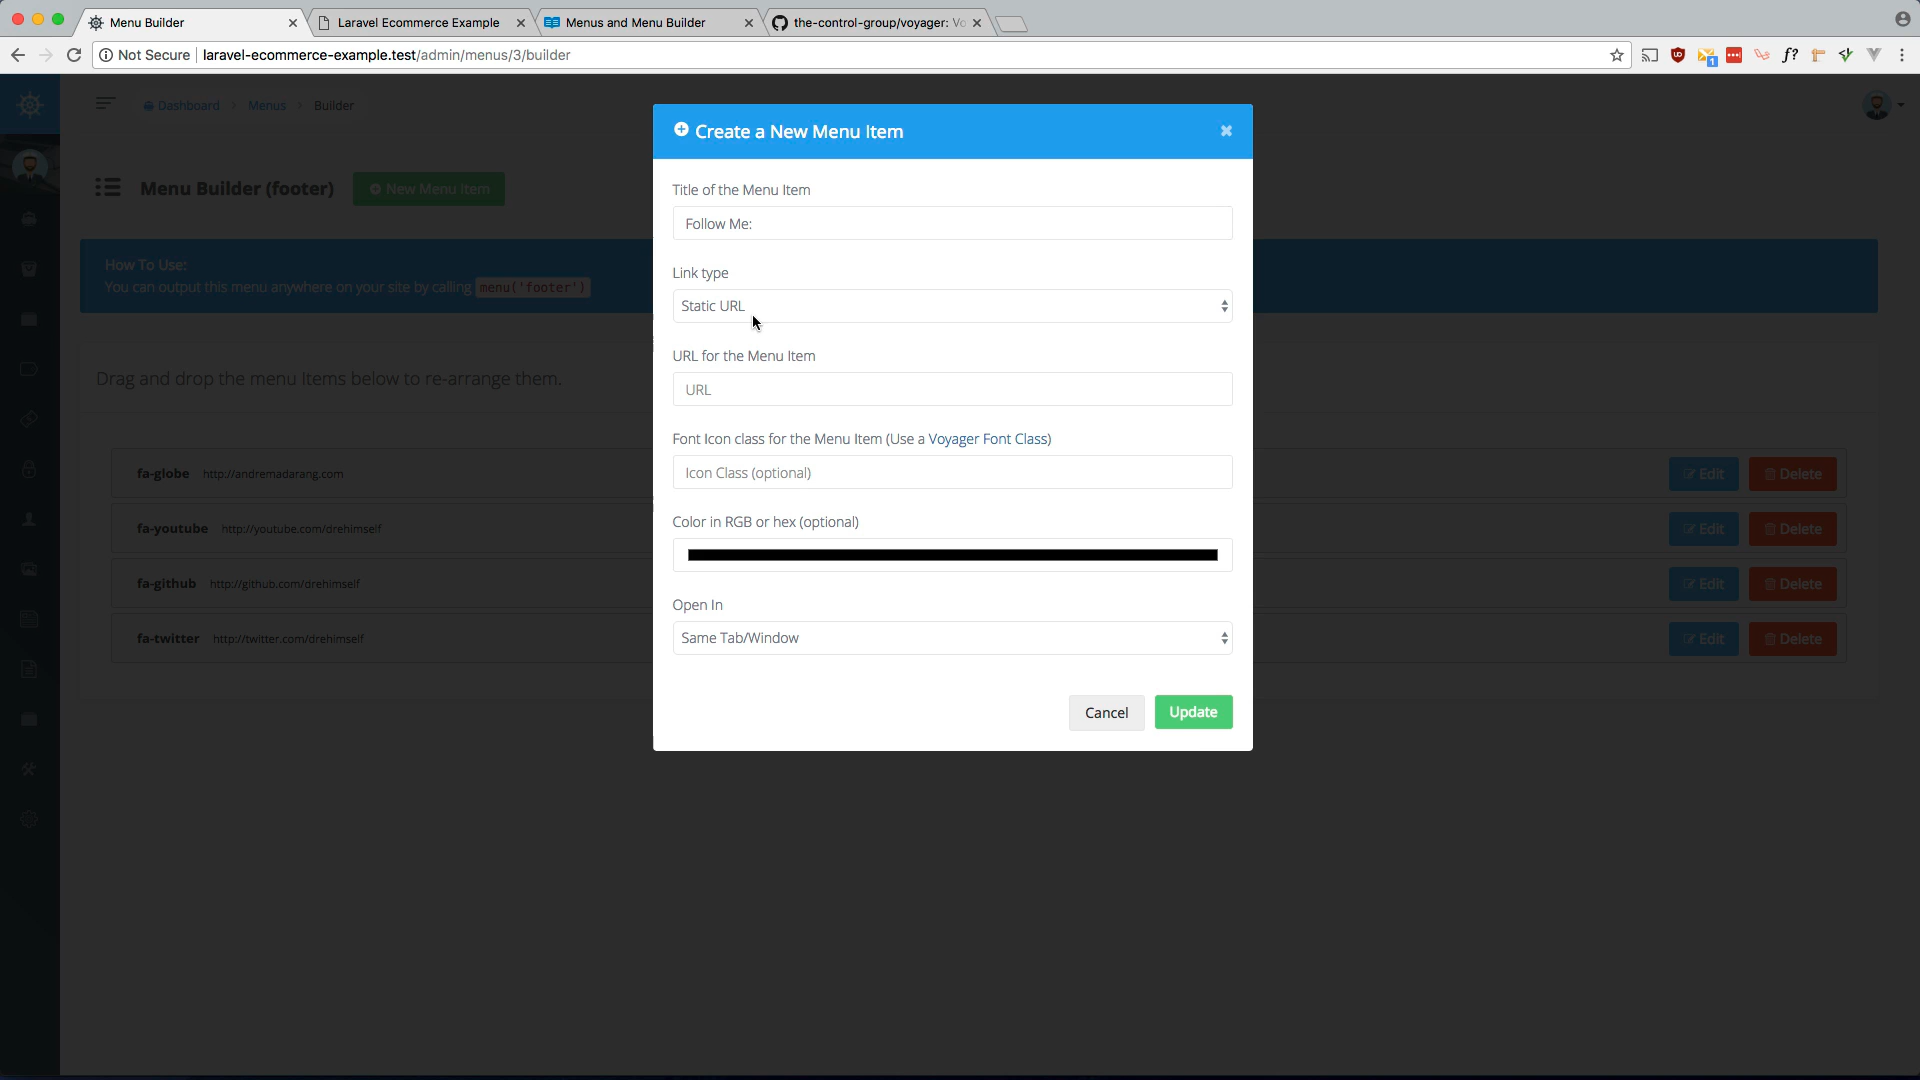 Menu Builder
Laravel Ecommerce Example
Menus and Menu Builder
the-control-group/voyager: Vo
Not Secure
laravel-ecommerce-example.test/admin/menus/3/builder
1
f?
Dashboard > Menus > Builder
Menu Builder (footer)
New Menu Item
How To Use:
You can output this menu anywhere on your site by calling menu('footer')
Drag and drop the menu Items below to re-arrange them.
fa-globe http://andremadarang.com
Edit
Delete
fa-youtube http://youtube.com/drehimself
Edit
Delete
fa-github http://github.com/drehimself
Edit
Delete
fa-twitter http://twitter.com/drehimself
Edit
Delete
Create a New Menu Item
Title of the Menu Item
Follow Me:
Link type
Static URL
URL for the Menu Item
URL
Font Icon class for the Menu Item (Use a Voyager Font Class)
Icon Class (optional)
Color in RGB or hex (optional)
Open In
Same Tab/Window
Cancel
Update